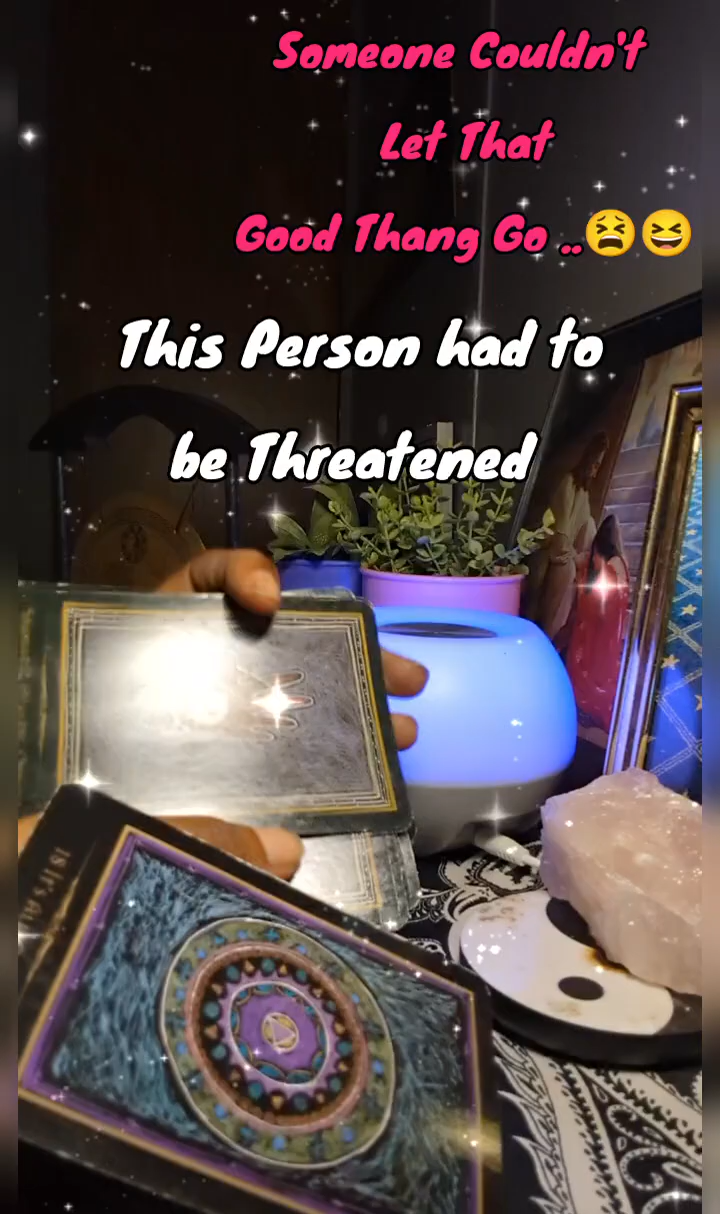 Someone Couldn't
Let That
Good Thang Go ..😫😆
This Person had to
be Threatened